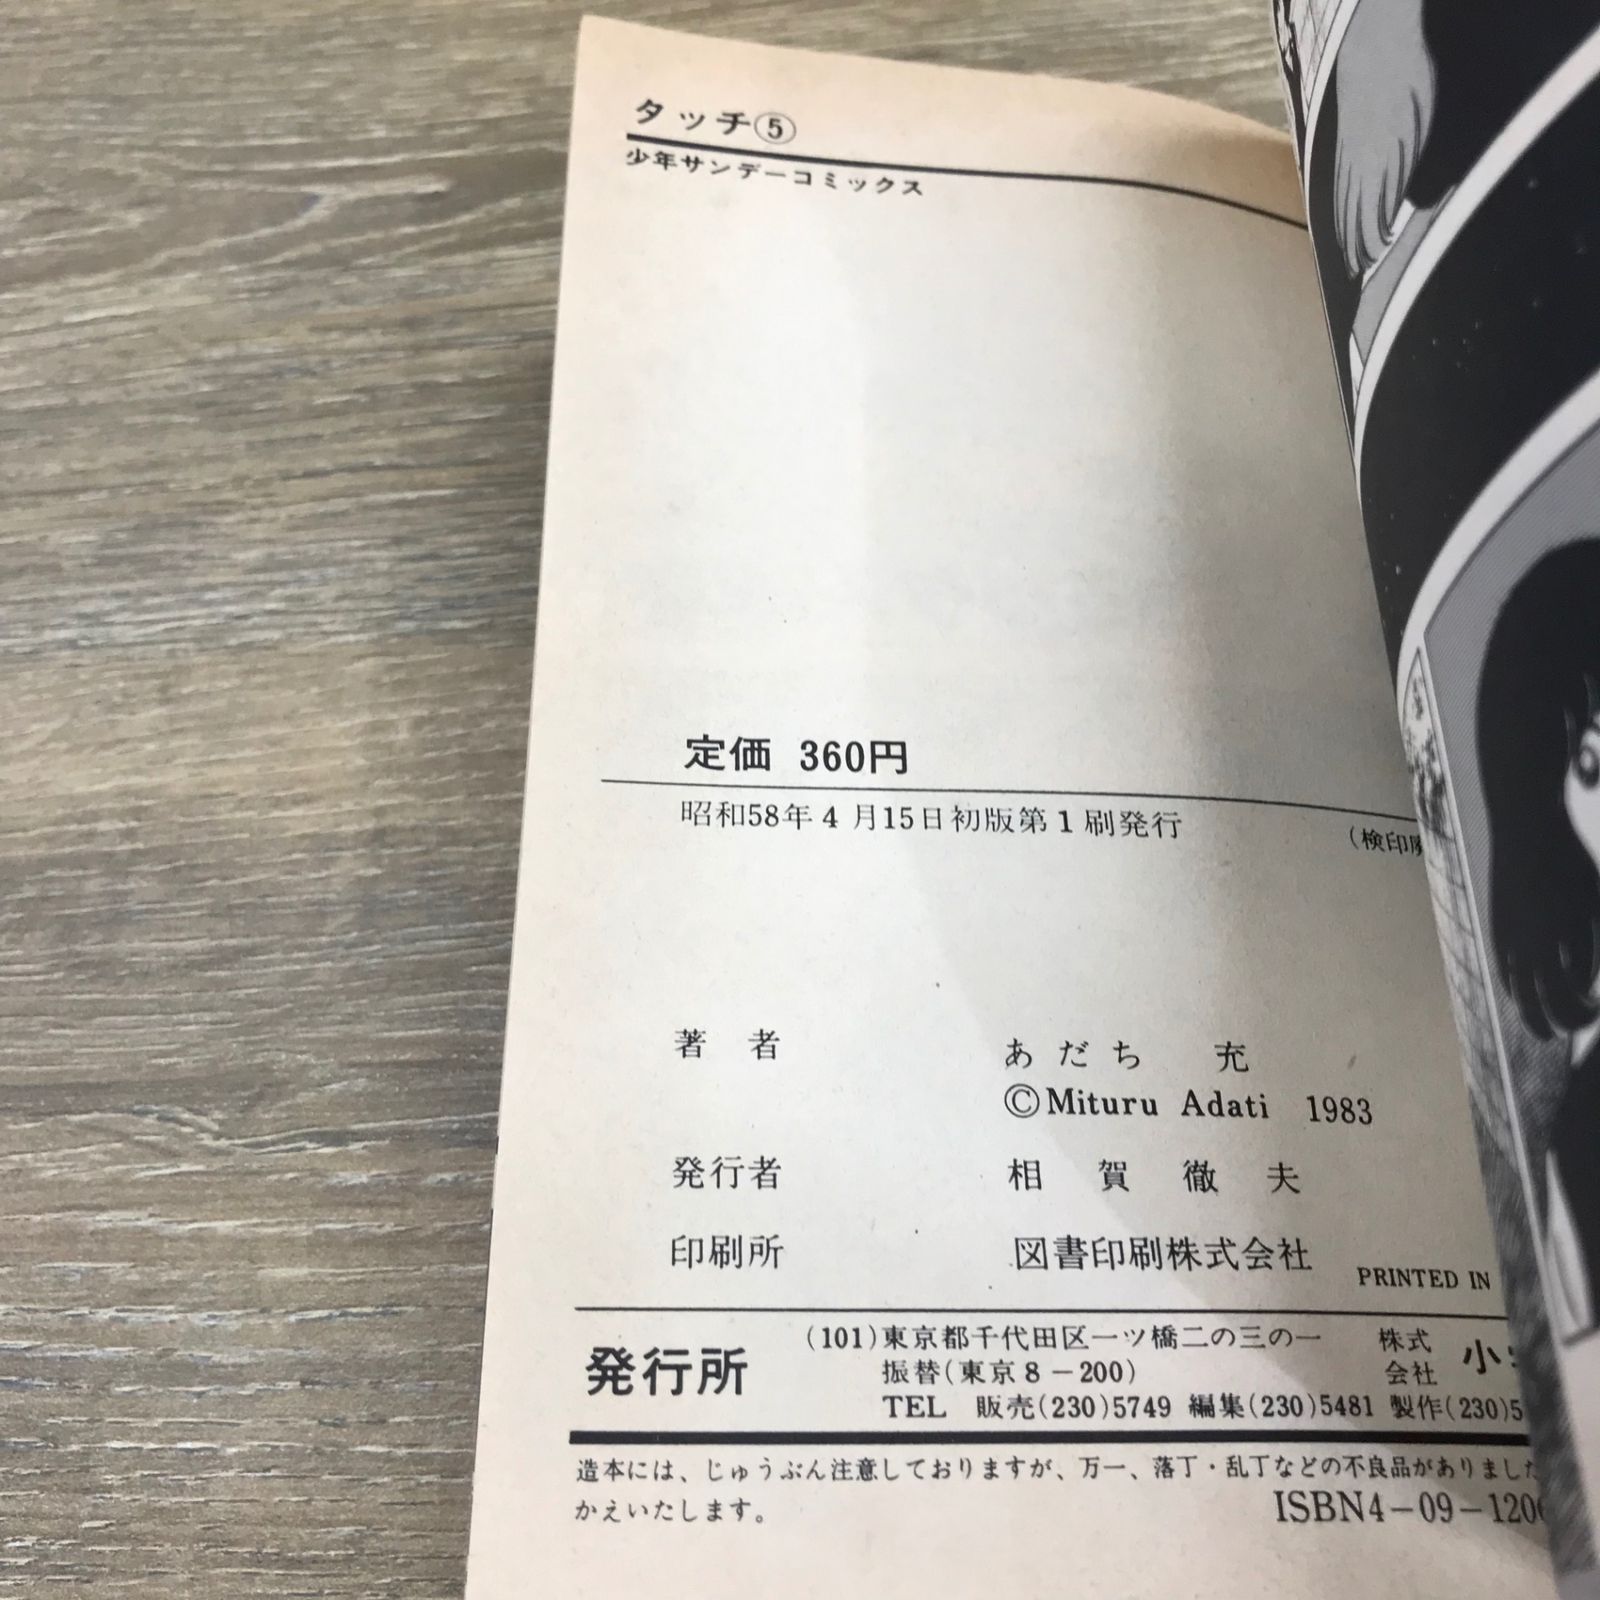 タッチ⑤
少年サンデーコミックス
定価 360円
昭和58年4月15日初版第1刷発行
(検印
著者 あだち 充
©Mituru Adati 1983
発行者 相賀徹夫
印刷所 図書印刷株式会社
PRINTED IN
発行所
(101)東京都千代田区一ツ橋二の三の一
振替(東京8-200)
TEL 販売(230)5749 編集(230)5481 製作(230)5
株式会社 小
造本には、じゅうぶん注意しておりますが、万一、落丁・乱丁などの不良品がありました
かえいたします。
ISBN4-09-120